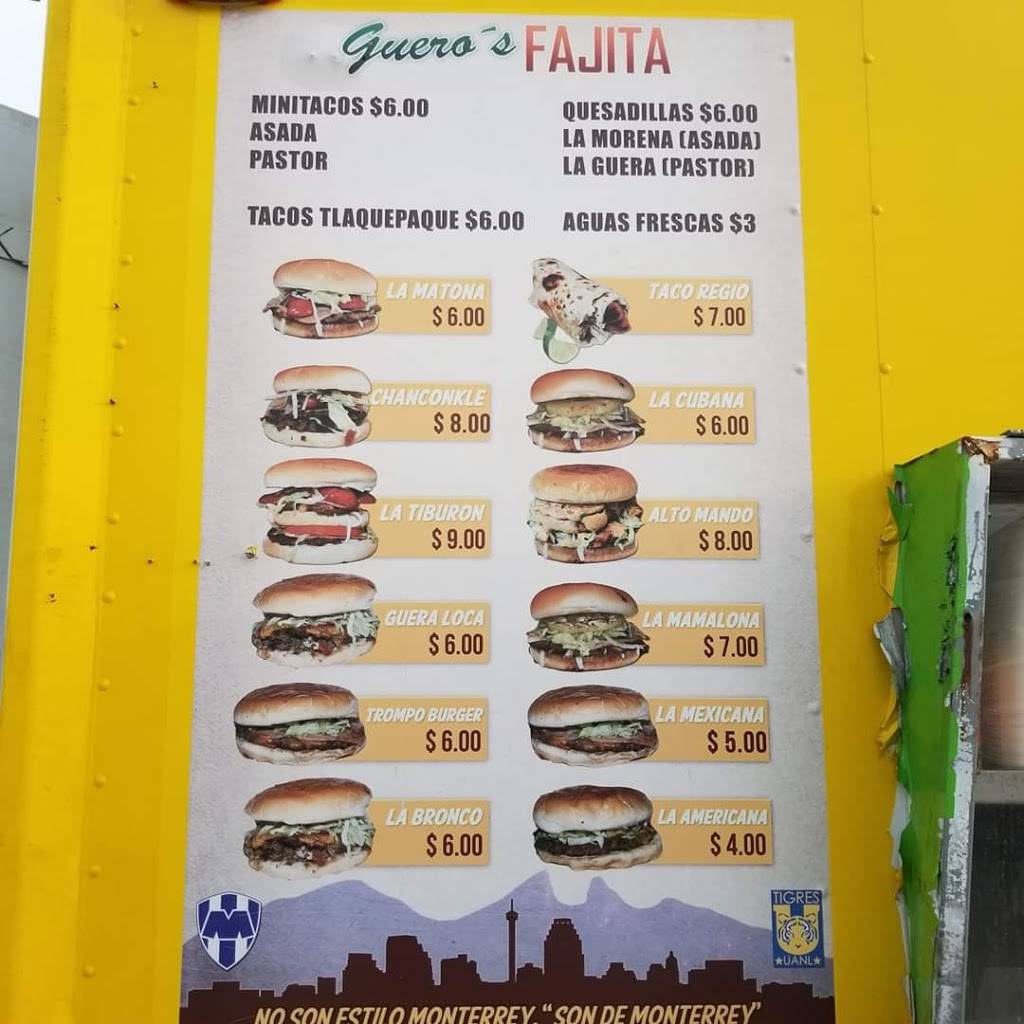 Guero´s FAJITA
MINITACOS $6.00
ASADA
PASTOR
QUESADILLAS $6.00
LA MORENA (ASADA)
LA GUERA (PASTOR)
TACOS TLAQUEPAQUE $6.00
AGUAS FRESCAS $3
LA MATONA
$ 6.00
TACO REGIO
$ 7.00
CHANCONKLE
$ 8.00
LA CUBANA
$ 6.00
LA TIBURON
$ 9.00
ALTO MANDO
$ 8.00
GUERA LOCA
$ 6.00
LA MAMALONA
$ 7.00
TROMPO BURGER
$ 6.00
LA MEXICANA
$ 5.00
LA BRONCO
$ 6.00
LA AMERICANA
$ 4.00
M
TIGRES
U
UANL
NO SON ESTILO MONTERREY, "SON DE MONTERREY"